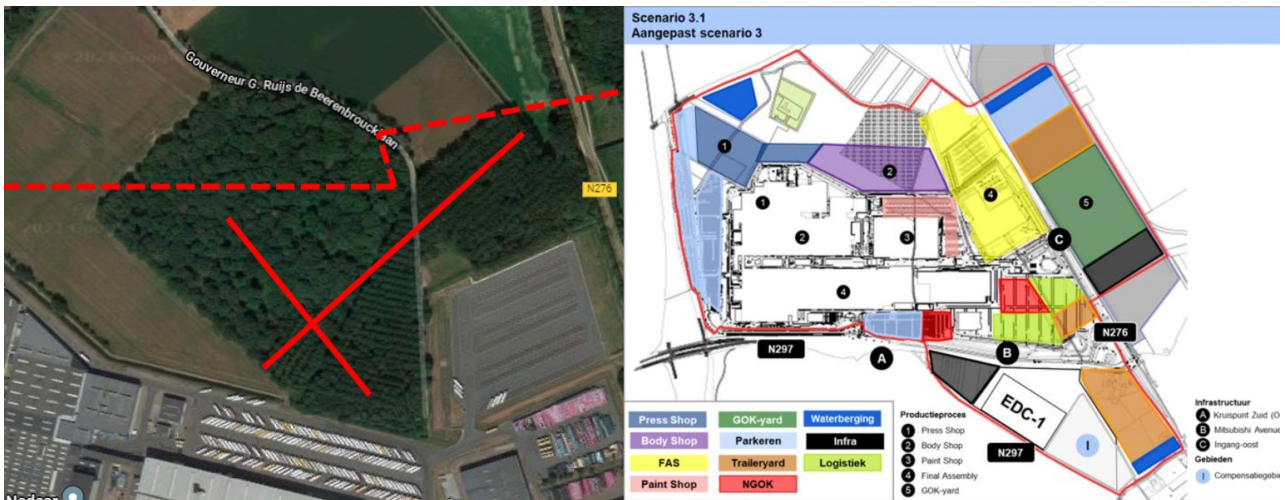 Gouverneur G. Ruijs de Beerenbroucklaan
N276
Scenario 3.1
Aangepast scenario 3
1
2
4
1
2
3
5
C
4
N276
N297
A
B
EDC-1
I
N297
Press Shop
GOK-yard
Waterberging
Body Shop
Parkeren
Infra
FAS
Traileryard
Logistiek
Paint Shop
NGOK
Productieproces
1 Press Shop
2 Body Shop
3 Paint Shop
4 Final Assembly
5 GOK-yard
Infrastructuur
A Kruispunt Zuid (O
B Mitsubishi Avenue
C Ingang-oost
Gebieden
I Compensatiegebie